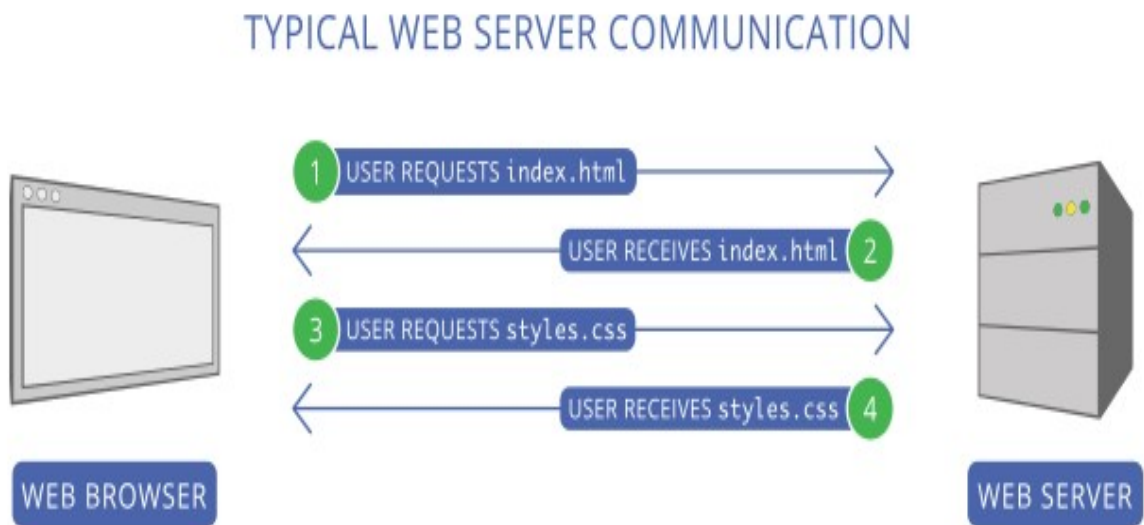 TYPICAL WEB SERVER COMMUNICATION
1 USER REQUESTS index.html
USER RECEIVES index.html 2
3 USER REQUESTS styles.css
USER RECEIVES styles.css 4
WEB BROWSER
WEB SERVER